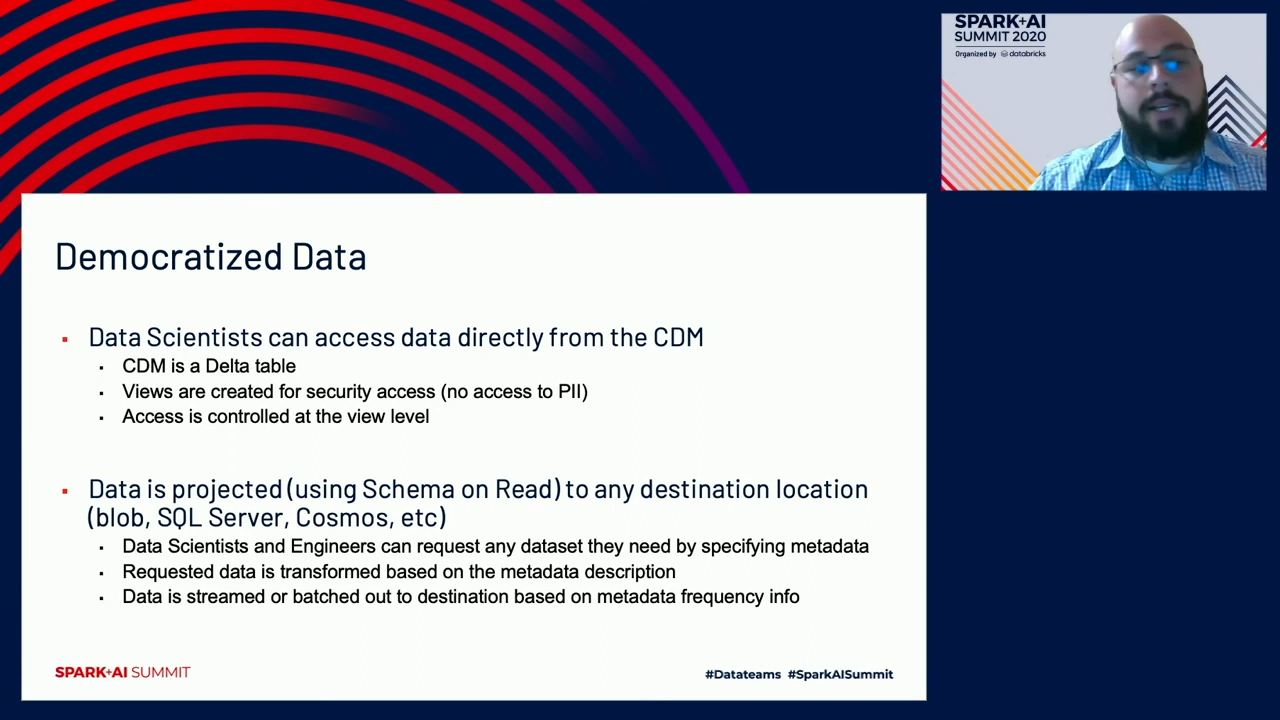 SPARK+AI
SUMMIT 2020
Organized by databricks
Democratized Data
▪ Data Scientists can access data directly from the CDM
▪ CDM is a Delta table
▪ Views are created for security access (no access to PII)
▪ Access is controlled at the view level
▪ Data is projected (using Schema on Read) to any destination location
(blob, SQL Server, Cosmos, etc)
▪ Data Scientists and Engineers can request any dataset they need by specifying metadata
▪ Requested data is transformed based on the metadata description
▪ Data is streamed or batched out to destination based on metadata frequency info
SPARK+AI SUMMIT
#Datateams #SparkAISummit